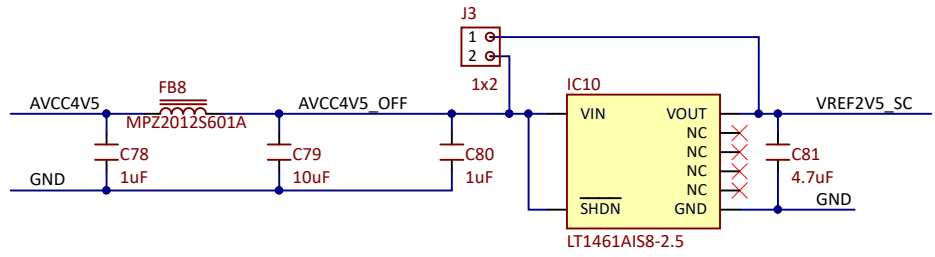 J3
1
2
1x2
FB8
MPZ2012S601A
AVCC4V5
AVCC4V5_OFF
GND
C78
1uF
C79
10uF
C80
1uF
IC10
VIN
SHDN
VOUT
NC
NC
NC
NC
GND
LT1461AIS8-2.5
VREF2V5_SC
C81
4.7uF
GND